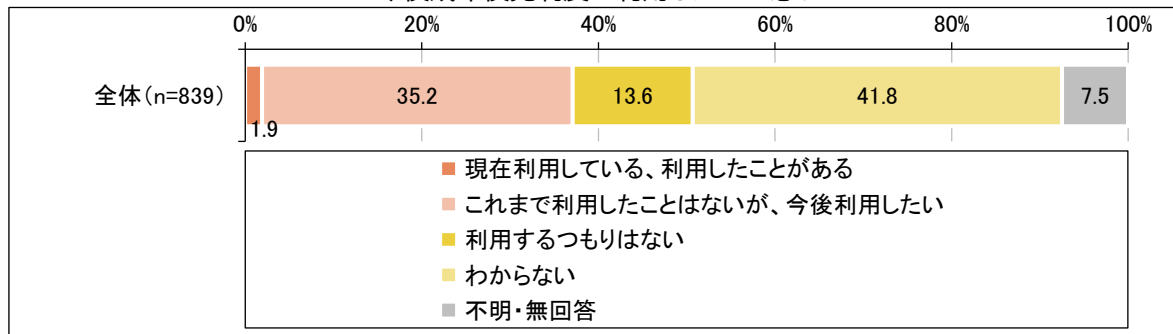 0% 20% 40% 60% 80% 100%
全体(n=839)
1.9 35.2 13.6 41.8 7.5
現在利用している、利用したことがある
これまで利用したことはないが、今後利用したい
利用するつもりはない
わからない
不明・無回答